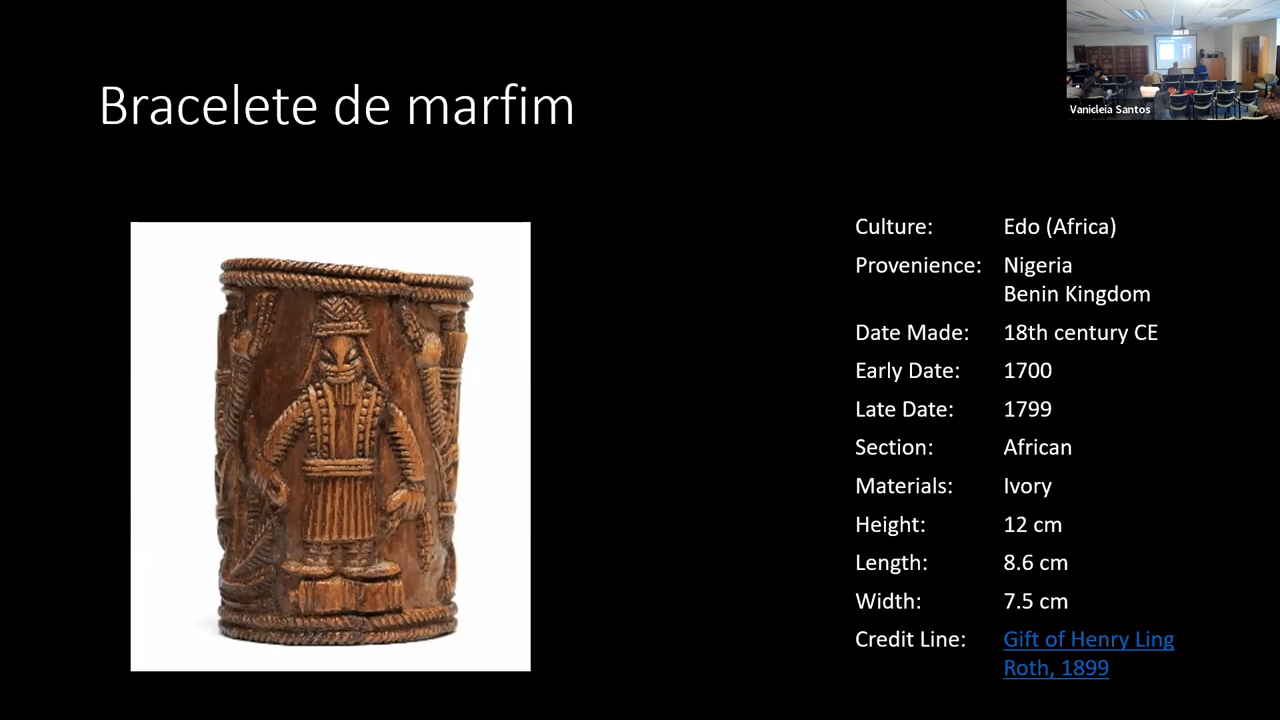 Bracelete de marfim
Vanicleia Santos
Culture: Edo (Africa)
Provenience: Nigeria
Benin Kingdom
Date Made: 18th century CE
Early Date: 1700
Late Date: 1799
Section: African
Materials: Ivory
Height: 12 cm
Length: 8.6 cm
Width: 7.5 cm
Credit Line: Gift of Henry Ling
Roth, 1899